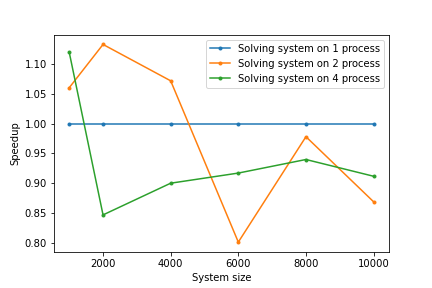 Solving system on 1 process
Solving system on 2 process
Solving system on 4 process
1.10
1.05
1.00
0.95
0.90
0.85
0.80
Speedup
2000 4000 6000 8000 10000
System size